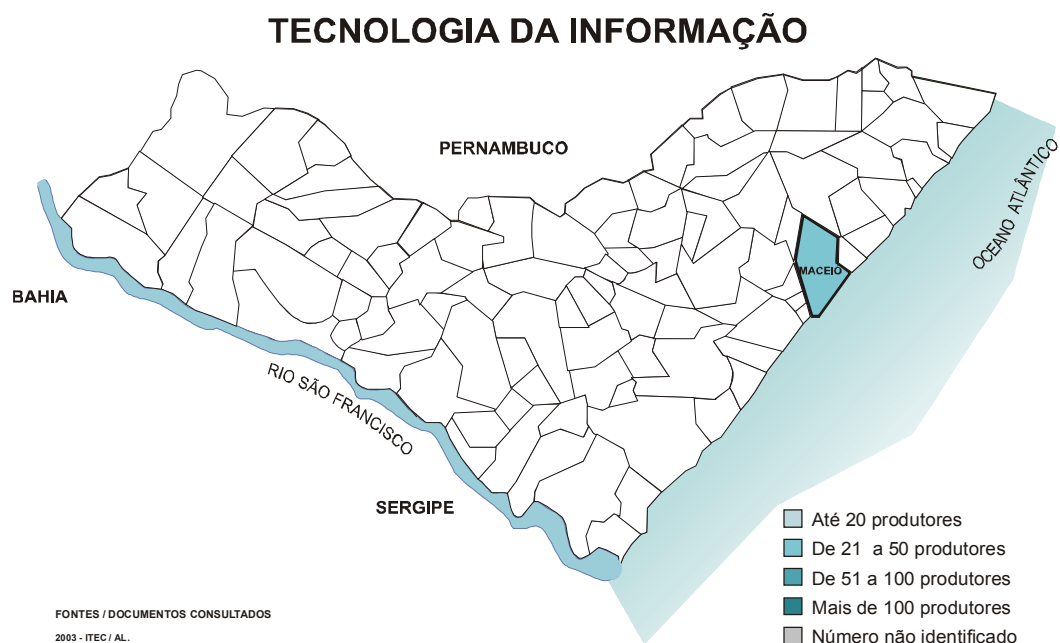 TECNOLOGIA DA INFORMAÇÃO
PERNAMBUCO
OCEANO ATLÂNTICO
MACEIÓ
BAHIA
RIO SÃO FRANCISCO
SERGIPE
Até 20 produtores
De 21 a 50 produtores
De 51 a 100 produtores
Mais de 100 produtores
Número não identificado
FONTES / DOCUMENTOS CONSULTADOS
2003 - ITEC / AL.